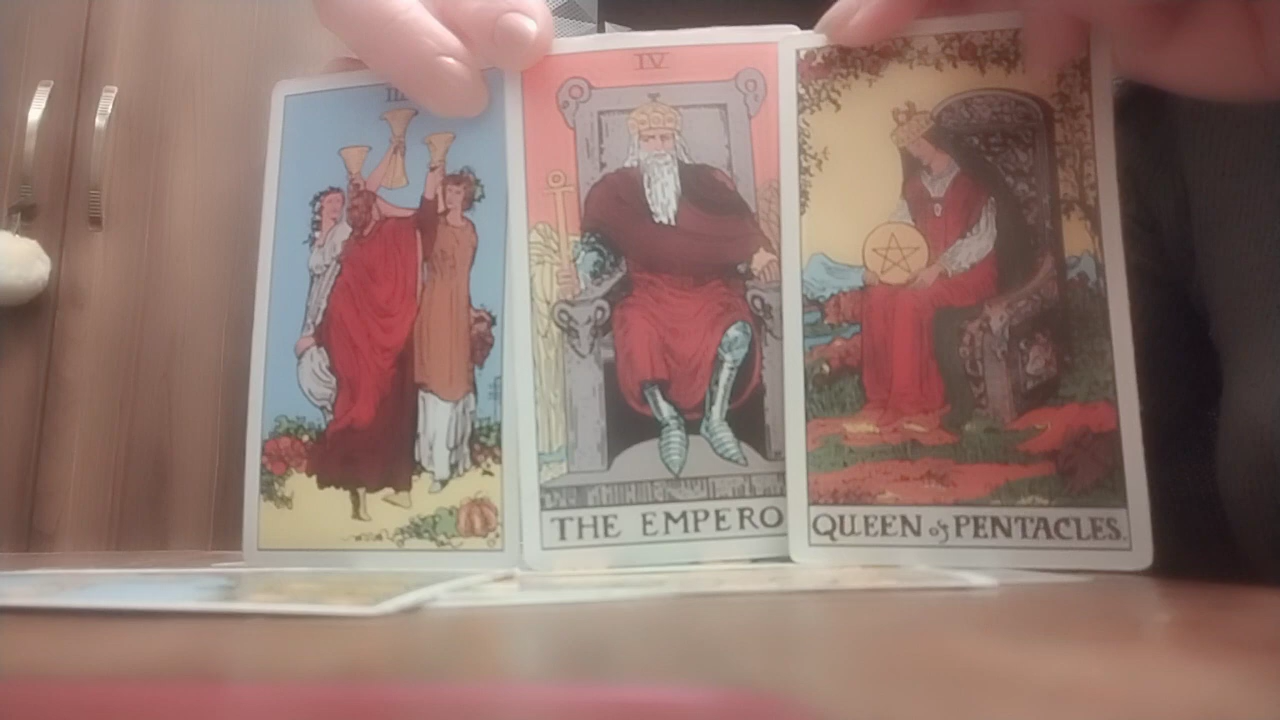 III
IV
THE EMPERO
QUEEN of PENTACLES.